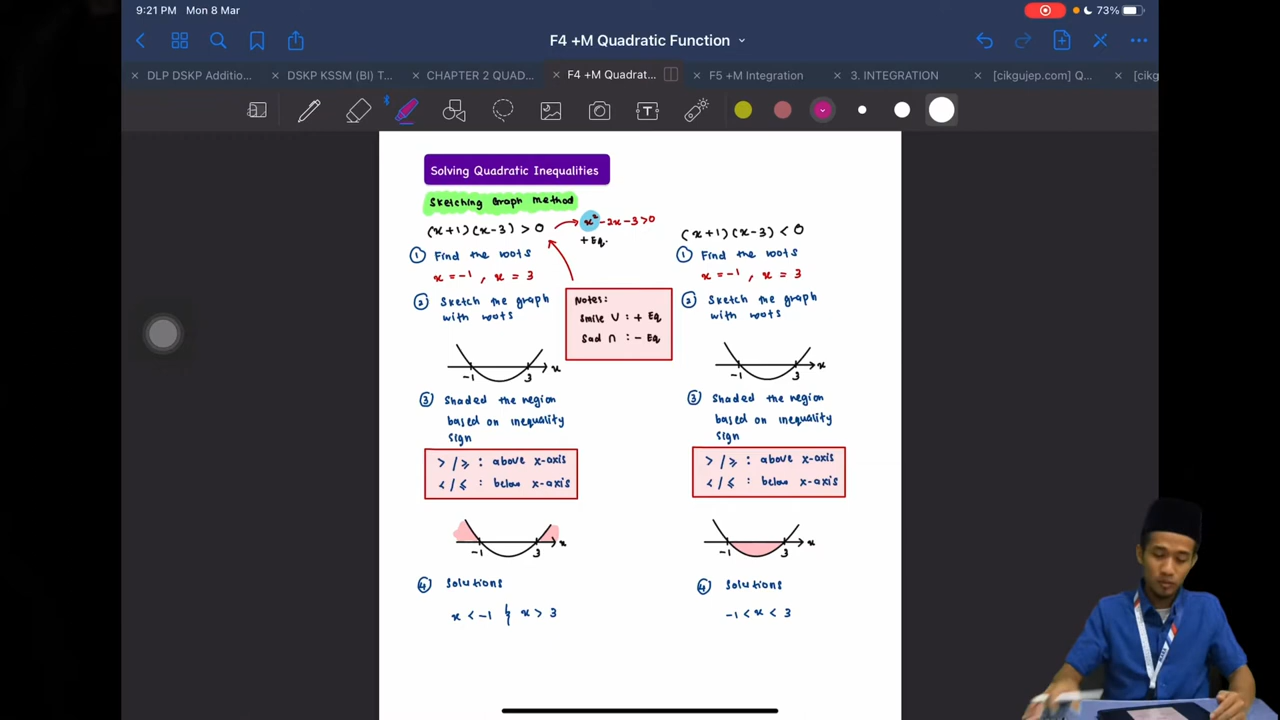 9:21 PM Mon 8 Mar
73%
F4 +M Quadratic Function
DLP DSKP Additio...
DSKP KSSM (BI) T...
CHAPTER 2 QUAD...
F4 +M Quadrat...
F5 +M Integration
3. INTEGRATION
[cikgujep.com] Q...
[cikg
Solving Quadratic Inequalities
Sketching Graph method
(x+1)(x-3) > 0
x²-2x-3>0
+ Eq.
① Find the roots
x = -1 , x = 3
② Sketch the graph
with roots
Notes:
Smile ∪ : + Eq
Sad ∩ : - Eq
-1 3 x
③ Shaded the region
based on inequality
sign
> / ≥ : above x-axis
< / ≤ : below x-axis
-1 3 x
④ Solutions
x < -1 & x > 3
(x+1)(x-3) < 0
① Find the roots
x = -1 , x = 3
② Sketch the graph
with roots
-1 3 x
③ Shaded the region
based on inequality
sign
> / ≥ : above x-axis
< / ≤ : below x-axis
-1 3 x
④ Solutions
-1 < x < 3